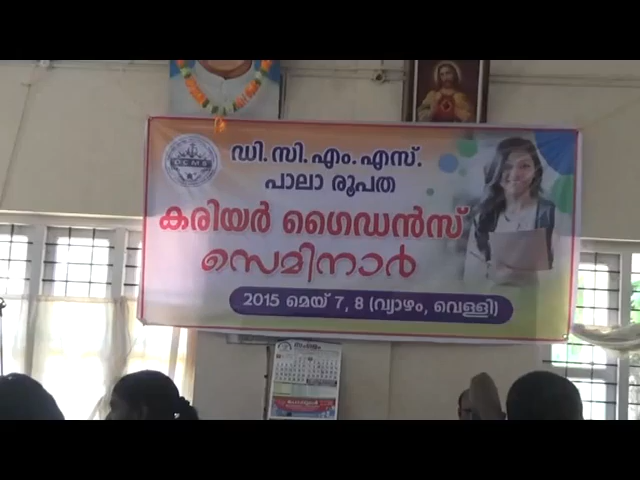 D C M S
ഡി.സി.എം.എസ്.
പാലാ രൂപത
കരിയർ ഗൈഡൻസ്
സെമിനാർ
2015 മെയ് 7, 8 (വ്യാഴം, വെള്ളി)